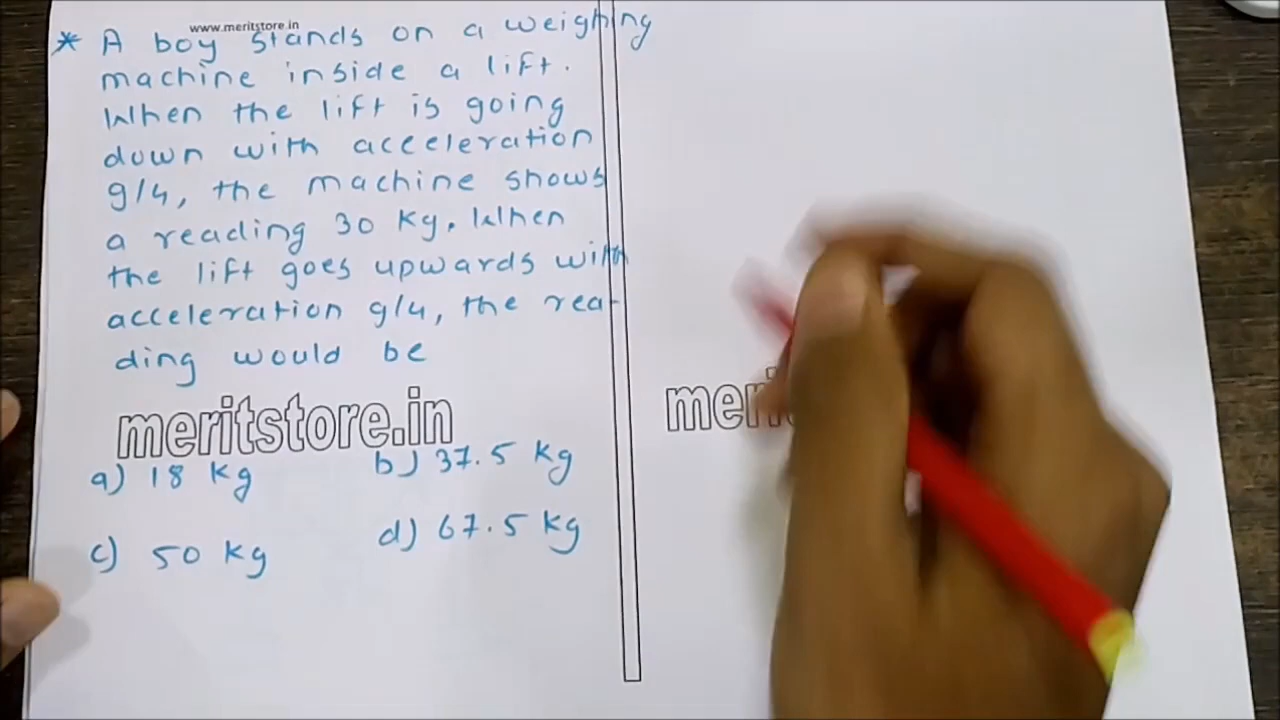 www.meritstore.in
* A boy stands on a weighing
machine inside a lift.
When the lift is going
down with acceleration
g/4, the machine shows
a reading 30 Kg. When
the lift goes upwards with
acceleration g/4, the rea-
ding would be
meritstore.in
a) 18 kg b) 37.5 kg
c) 50 kg d) 67.5 kg